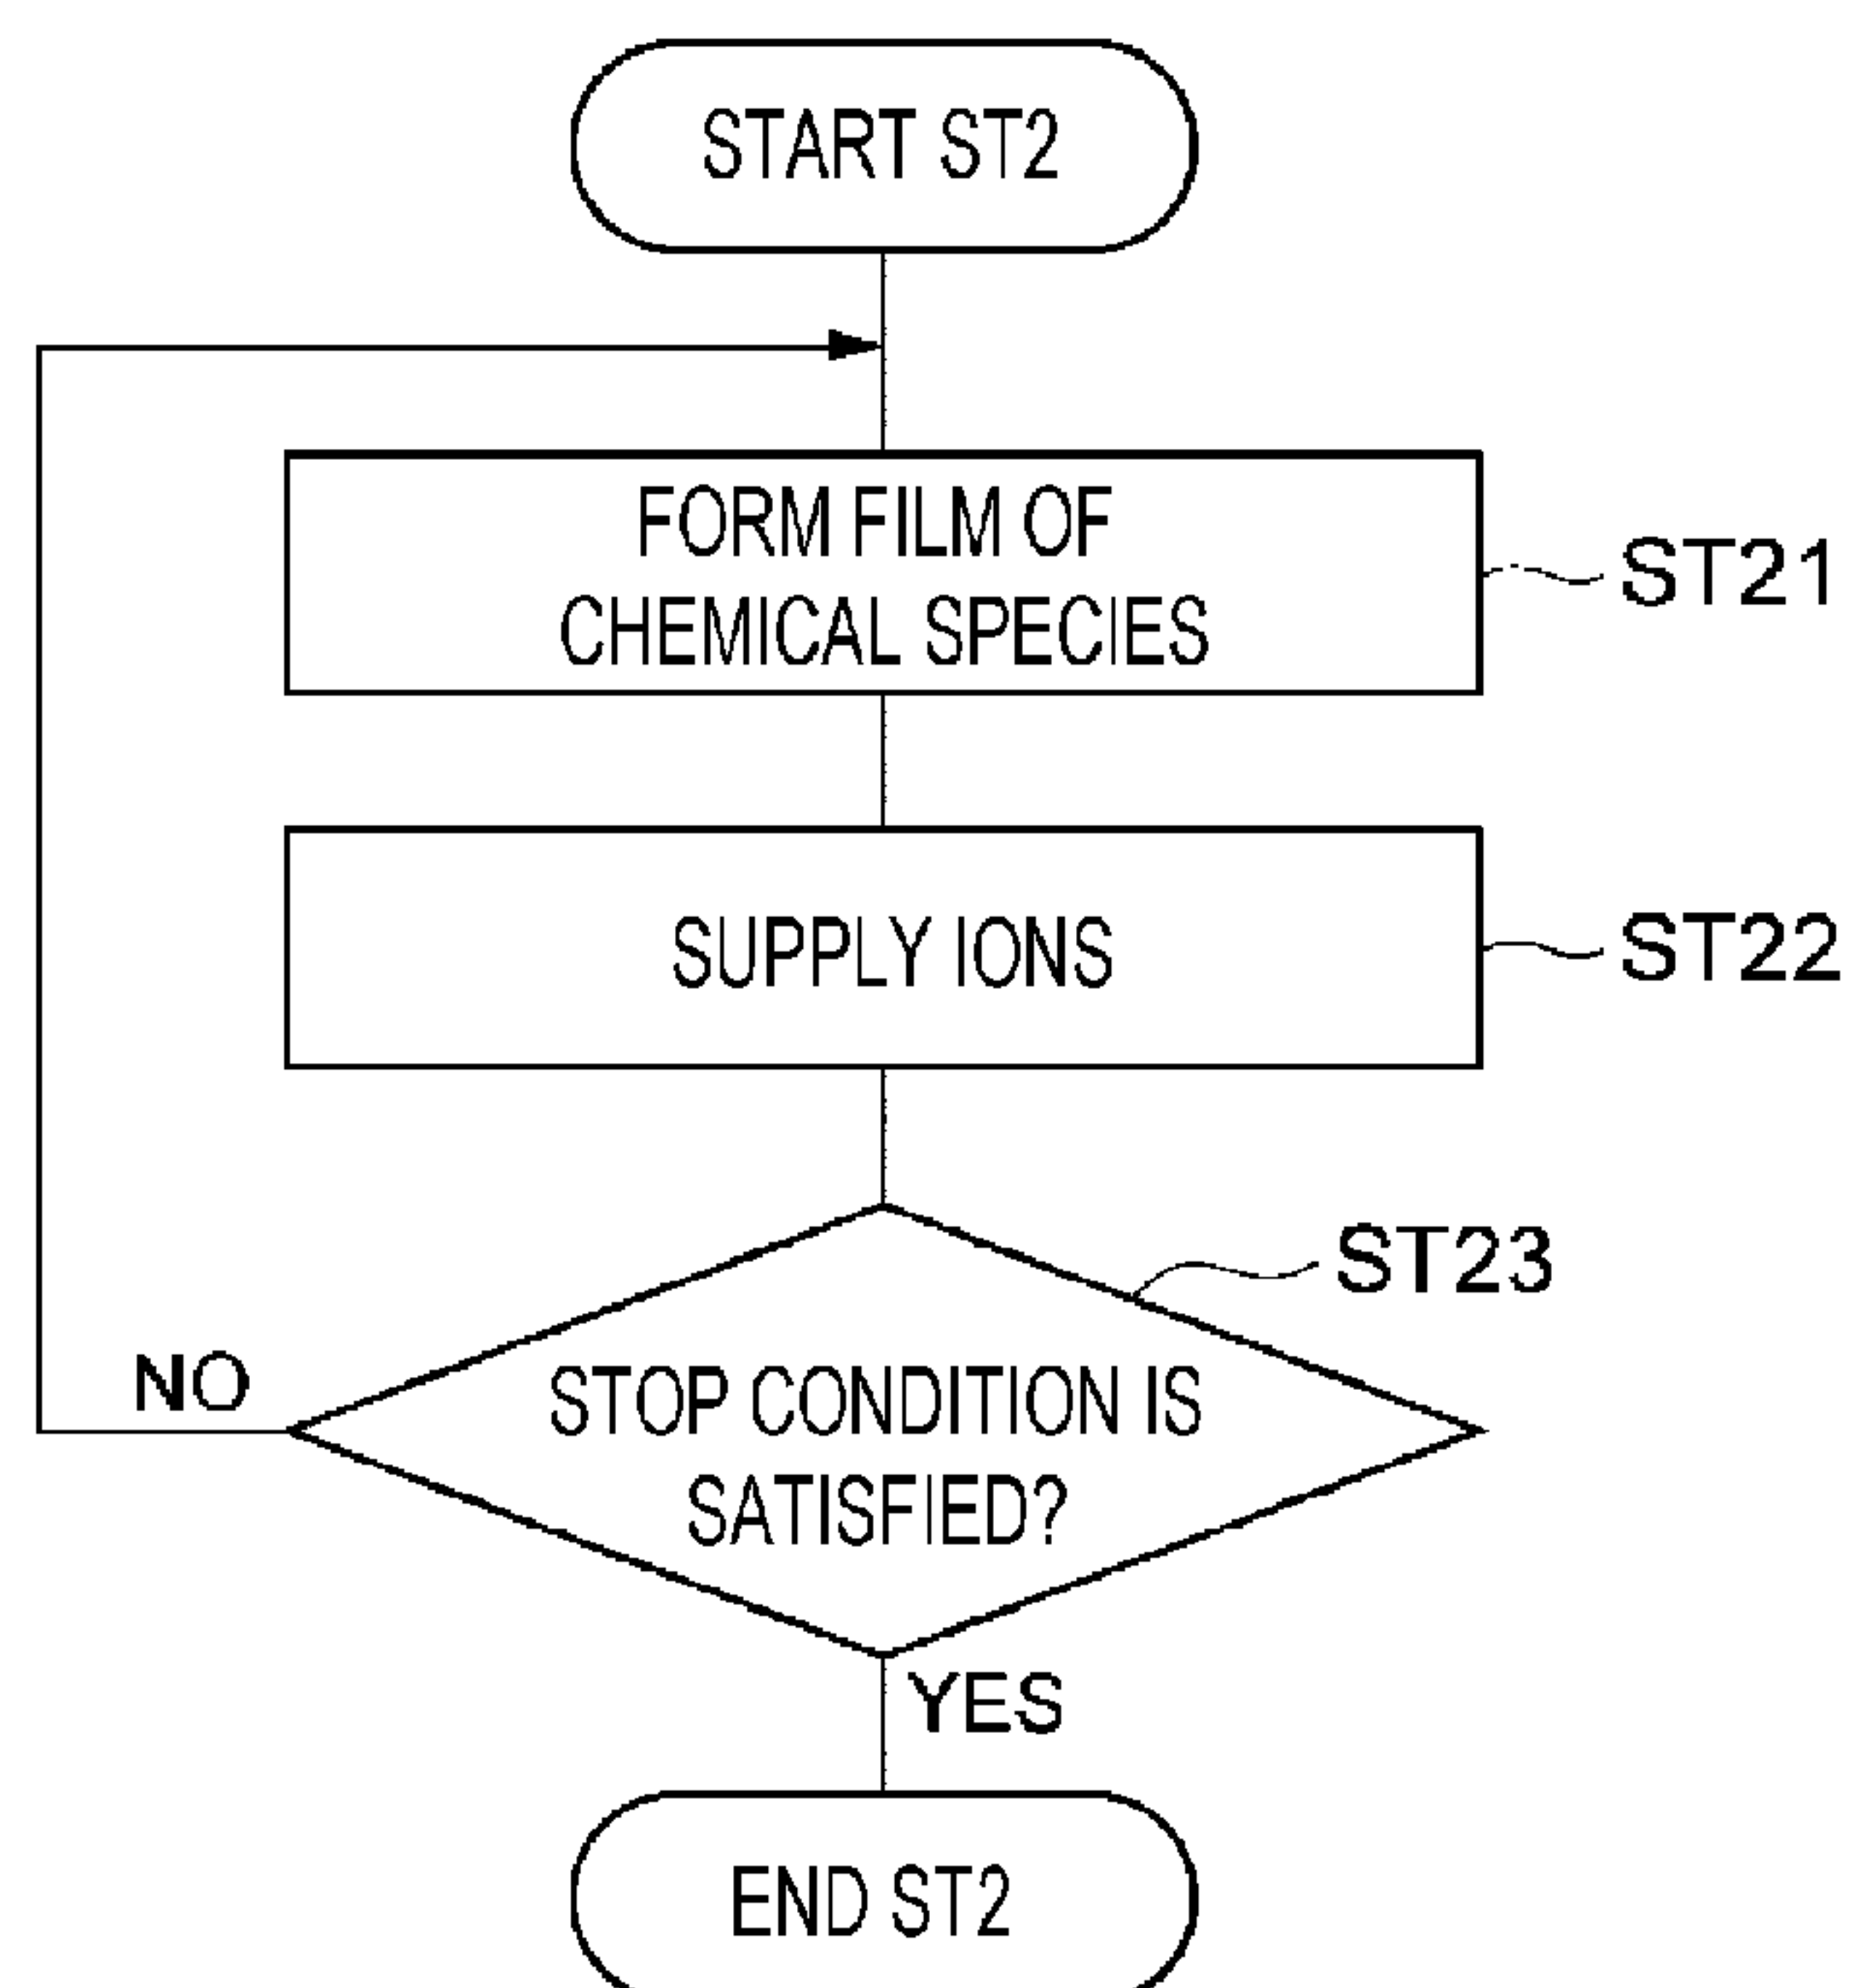 START ST2
FORM FILM OF
CHEMICAL SPECIES
ST21
SUPPLY IONS
ST22
ST23
STOP CONDITION IS
SATISFIED?
NO
YES
END ST2